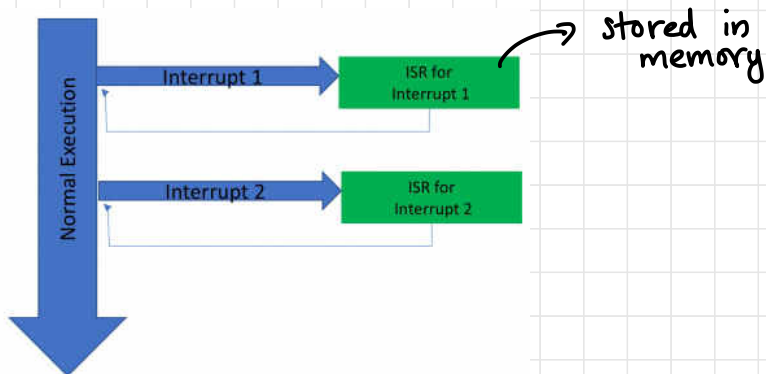 stored in
memory
Interrupt 1
ISR for
Interrupt 1
Normal Execution
Interrupt 2
ISR for
Interrupt 2